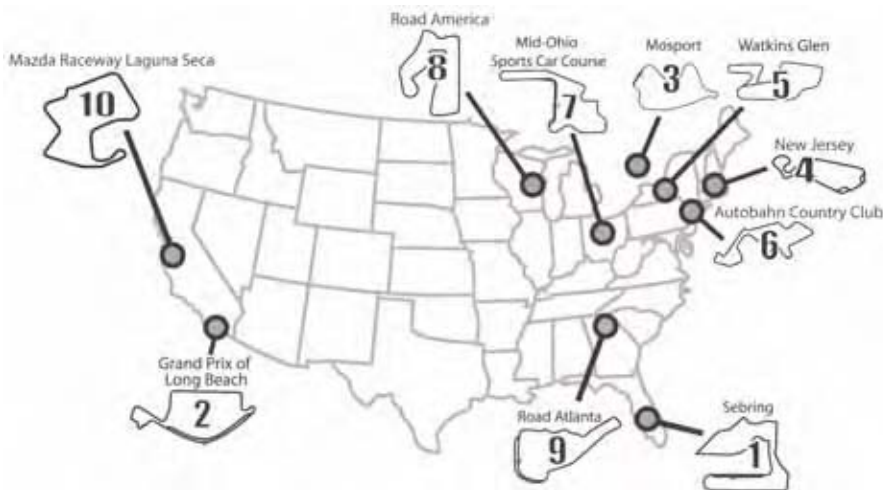 Road America
8
Mid-Ohio
Sports Car Course
7
Mosport
3
Watkins Glen
5
Mazda Raceway Laguna Seca
10
New Jersey
4
Autobahn Country Club
6
Grand Prix of
Long Beach
2
Road Atlanta
9
Sebring
1